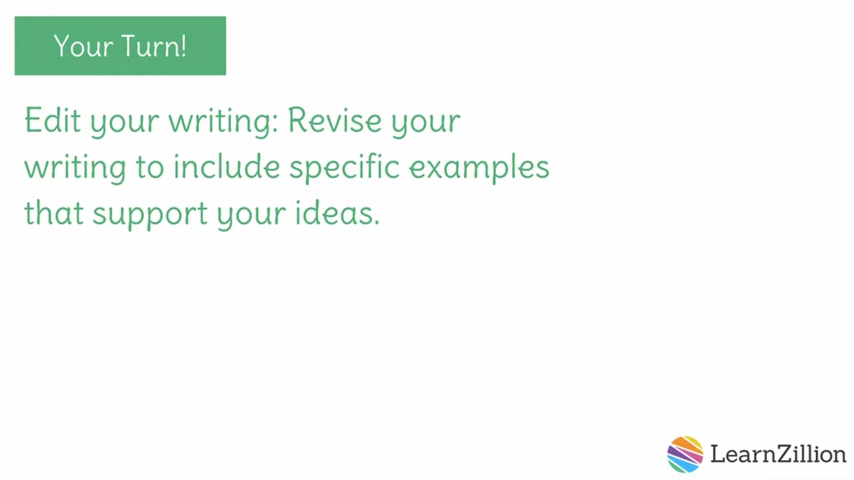 Your Turn!
Edit your writing: Revise your
writing to include specific examples
that support your ideas.
LearnZillion